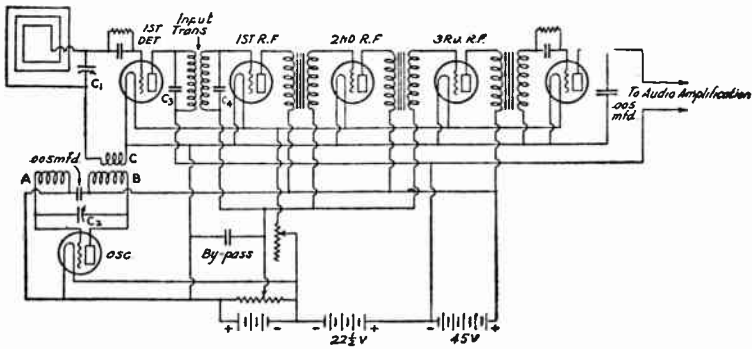 1ST DET
Input Trans
1ST R.F
2ND R.F
3RD. R.F.
C1
C3
C4
.005 mfd
To Audio Amplification
C
.005mfd
A
B
C2
OSC
By-pass
+ -
- +
- +
22½V
45V